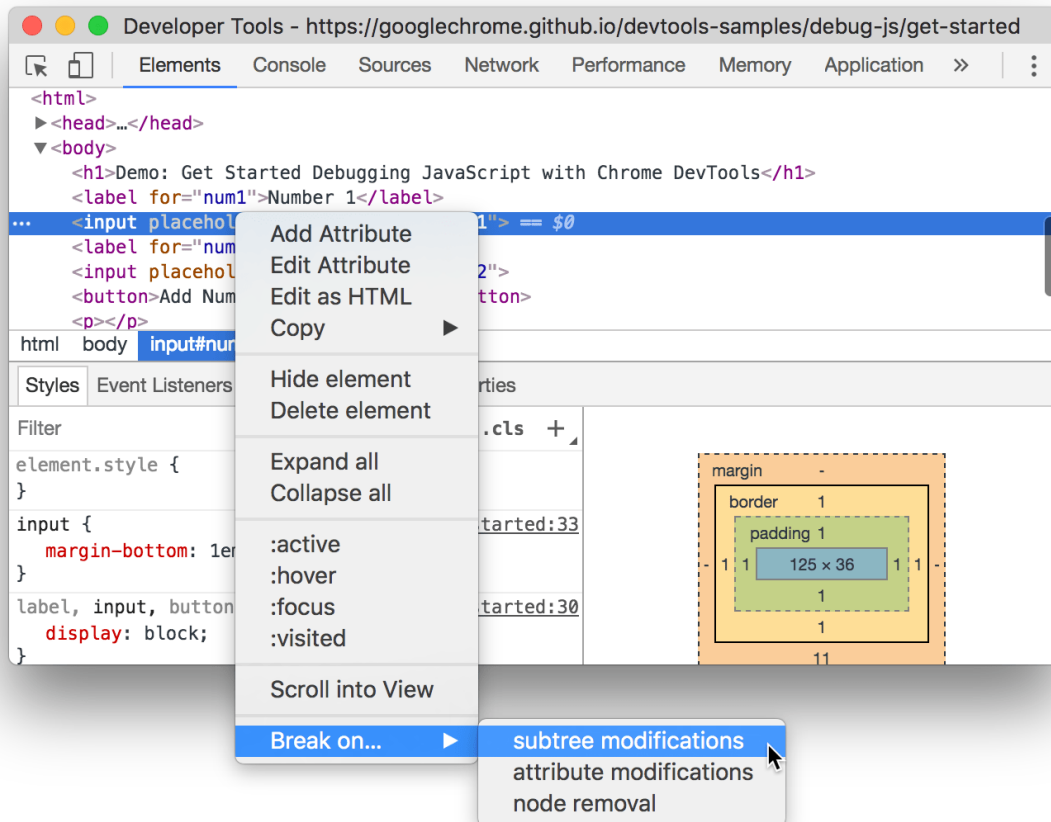 Developer Tools - https://googlechrome.github.io/devtools-samples/debug-js/get-started
Elements Console Sources Network Performance Memory Application »
<html>
▶<head>…</head>
▼<body>
<h1>Demo: Get Started Debugging JavaScript with Chrome DevTools</h1>
<label for="num1">Number 1</label>
… <input placehol 1"> == $0
<label for="num
<input placehol 2">
<button>Add Num tton>
<p></p>
html body input#nur
Styles Event Listeners rties
Filter .cls +
element.style {
}
input { started:33
margin-bottom: 1em
}
label, input, button started:30
display: block;
}
Add Attribute
Edit Attribute
Edit as HTML
Copy ▶
Hide element
Delete element
Expand all
Collapse all
:active
:hover
:focus
:visited
Scroll into View
Break on... ▶
subtree modifications
attribute modifications
node removal
margin -
border 1
padding 1
- 1 1 125 × 36 1 1 -
1
1
11